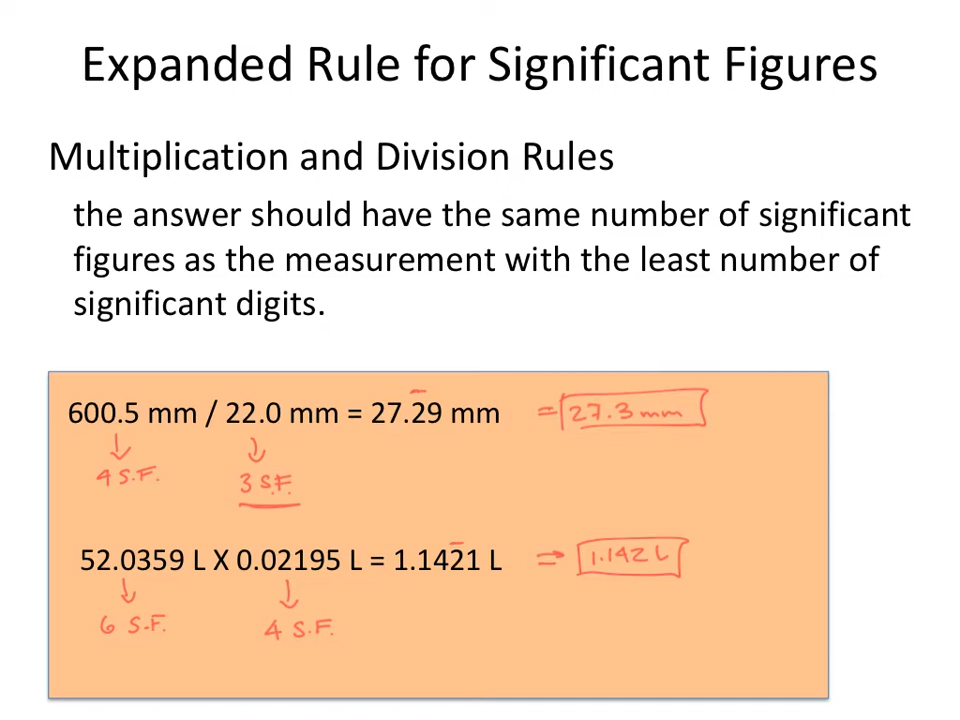 Expanded Rule for Significant Figures
Multiplication and Division Rules
the answer should have the same number of significant
figures as the measurement with the least number of
significant digits.
600.5 mm / 22.0 mm = 27.29 mm = 27.3 mm
4 S.F. 3 S.F.
52.0359 L X 0.02195 L = 1.1421 L => 1.142 L
6 S.F. 4 S.F.